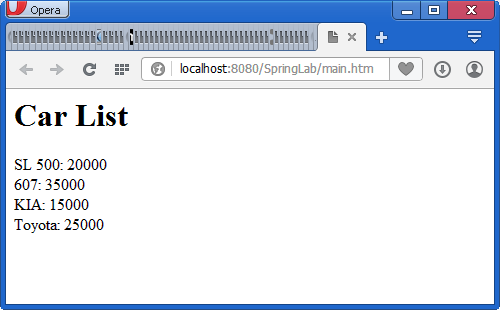 Opera
localhost:8080/SpringLab/main.htm
Car List
SL 500: 20000
607: 35000
KIA: 15000
Toyota: 25000